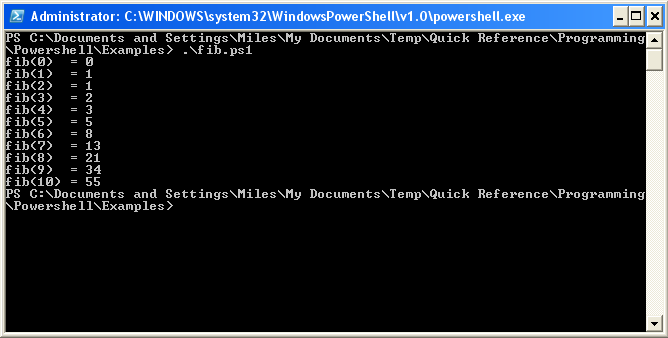 Administrator: C:\WINDOWS\system32\WindowsPowerShell\v1.0\powershell.exe
PS C:\Documents and Settings\Miles\My Documents\Temp\Quick Reference\Programming
\Powershell\Examples> .\fib.ps1
fib(0)  = 0
fib(1)  = 1
fib(2)  = 1
fib(3)  = 2
fib(4)  = 3
fib(5)  = 5
fib(6)  = 8
fib(7)  = 13
fib(8)  = 21
fib(9)  = 34
fib(10) = 55
PS C:\Documents and Settings\Miles\My Documents\Temp\Quick Reference\Programming
\Powershell\Examples>